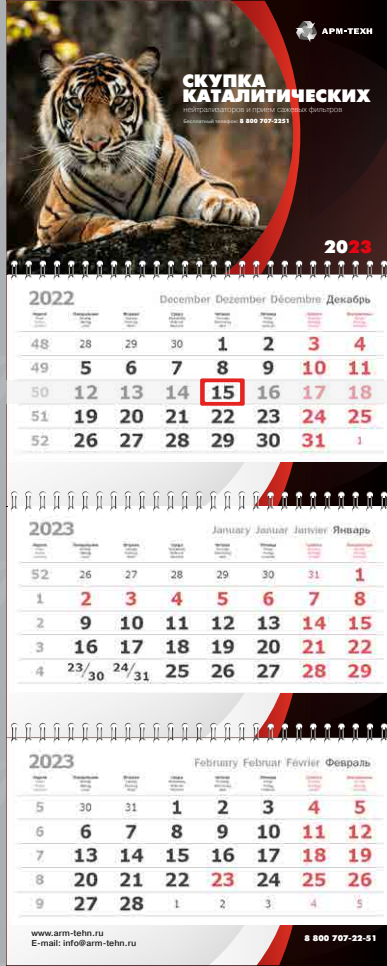 АРМ-ТЕХН
СКУПКА
КАТАЛИТИЧЕСКИХ
нейтрализаторов и прием сажевых фильтров
Бесплатный телефон: 8 800 707-2251
2023
2022 December Dezember Décembre Декабрь
48 28 29 30 1 2 3 4
49 5 6 7 8 9 10 11
50 12 13 14 15 16 17 18
51 19 20 21 22 23 24 25
52 26 27 28 29 30 31 1
2023 January Januar Janvier Январь
52 26 27 28 29 30 31 1
1 2 3 4 5 6 7 8
2 9 10 11 12 13 14 15
3 16 17 18 19 20 21 22
4 23/30 24/31 25 26 27 28 29
2023 February Februar Février Февраль
5 30 31 1 2 3 4 5
6 6 7 8 9 10 11 12
7 13 14 15 16 17 18 19
8 20 21 22 23 24 25 26
9 27 28 1 2 3 4 5
www.arm-tehn.ru
E-mail: info@arm-tehn.ru
8 800 707-22-51